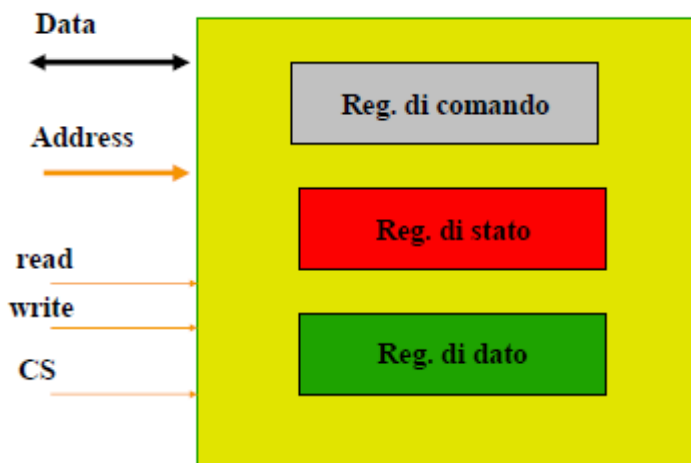 Data
Reg. di comando
Address
Reg. di stato
read
write
Reg. di dato
CS